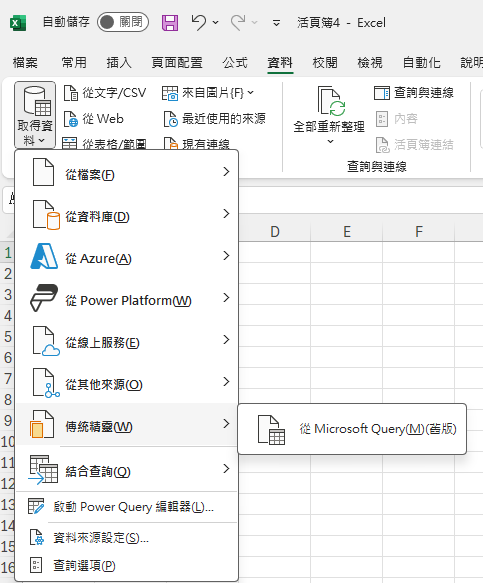 自動儲存 關閉 活頁簿4 - Excel
檔案 常用 插入 頁面配置 公式 資料 校閱 檢視 自動化 說明
取得資料
從文字/CSV
從 Web
從表格/範圍
來自圖片(F)
最近使用的來源
現有連線
全部重新整理
查詢與連線
內容
活頁簿連結
查詢與連線
D E F
1
2
3
4
5
6
7
8
9
10
11
12
13
14
15
16
從檔案(F)
從資料庫(D)
從 Azure(A)
從 Power Platform(W)
從線上服務(E)
從其他來源(O)
傳統精靈(W)
從 Microsoft Query(M)(舊版)
結合查詢(Q)
啟動 Power Query 編輯器(L)...
資料來源設定(S)...
查詢選項(P)